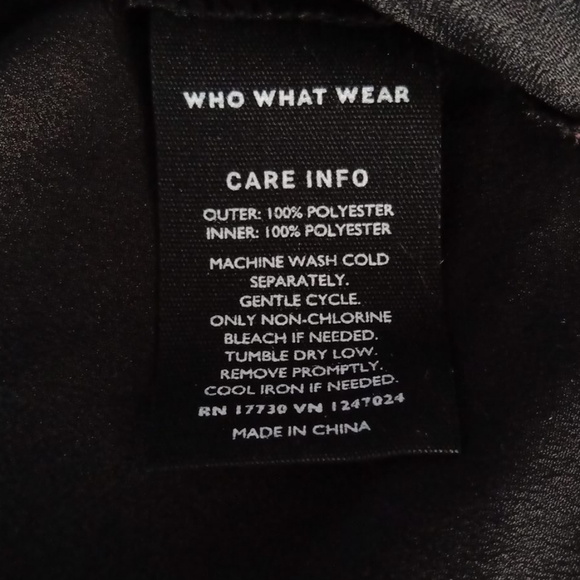 WHO WHAT WEAR
CARE INFO
OUTER: 100% POLYESTER
INNER: 100% POLYESTER
MACHINE WASH COLD
SEPARATELY.
GENTLE CYCLE.
ONLY NON-CHLORINE
BLEACH IF NEEDED.
TUMBLE DRY LOW.
REMOVE PROMPTLY.
COOL IRON IF NEEDED.
RN 17730 VN 1247024
MADE IN CHINA